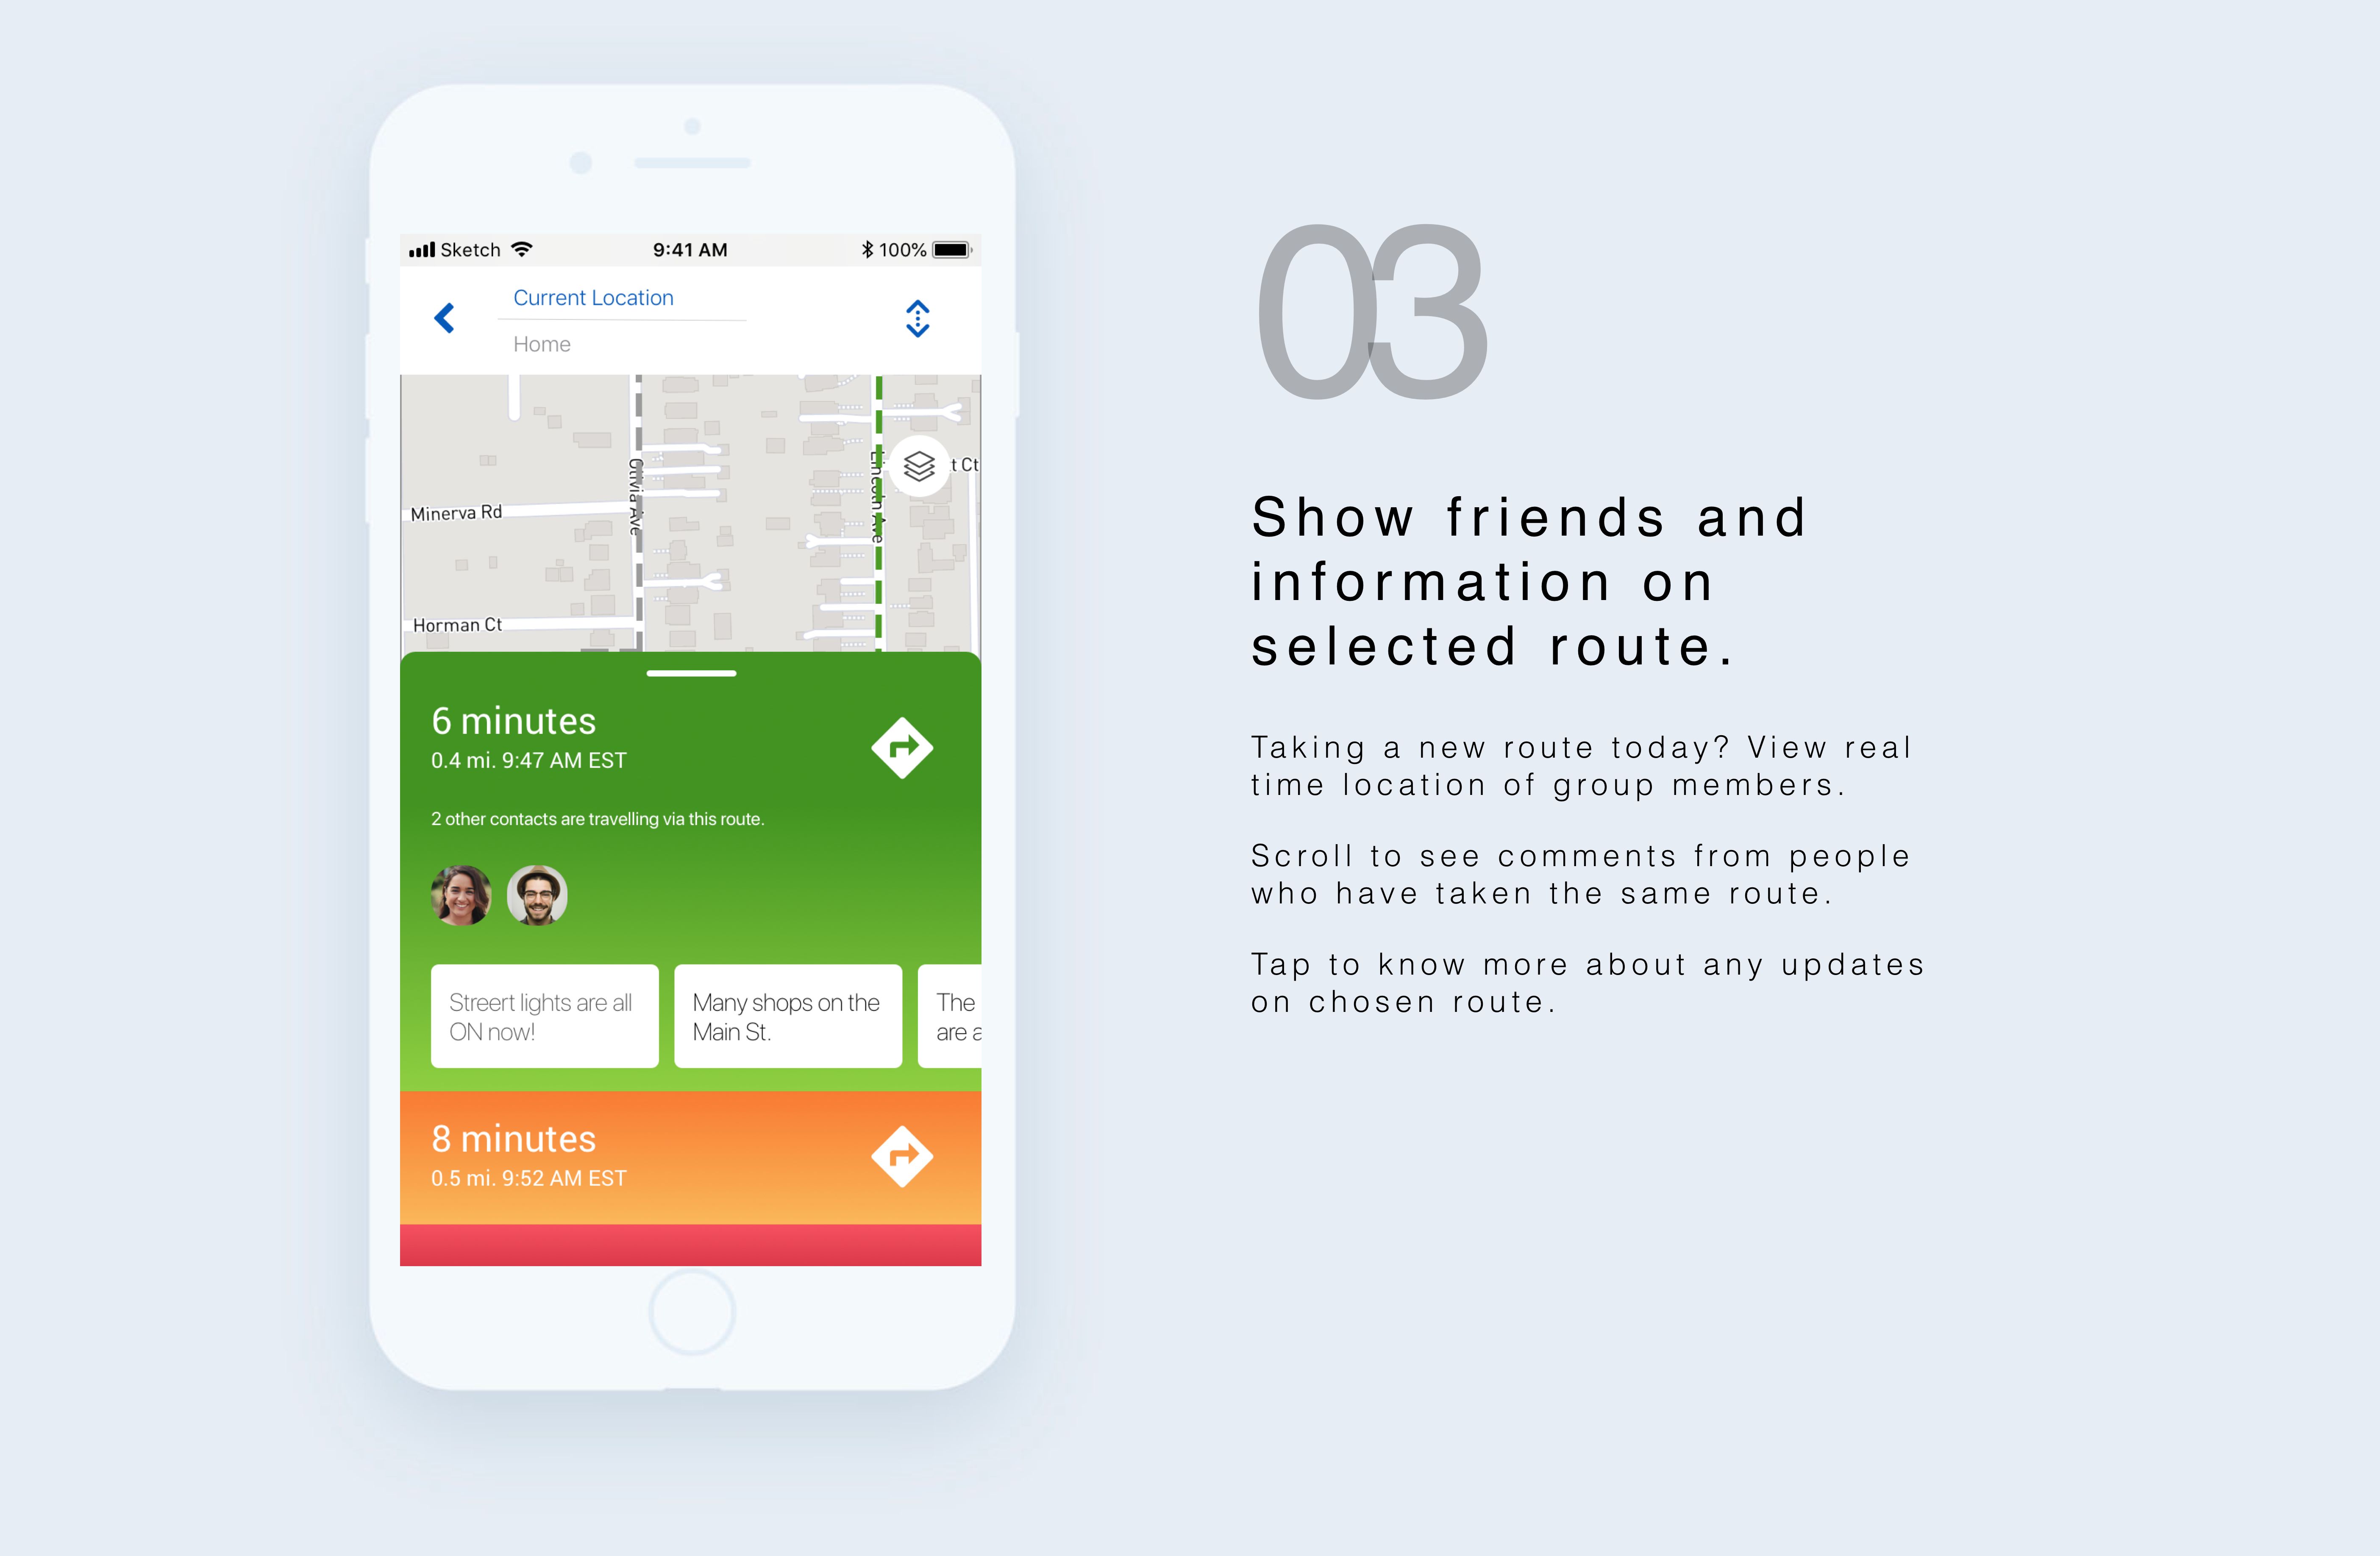 Sketch 9:41 AM 100%
Current Location
Home
Minerva Rd
Olivia Ave
Lincoln Ave
t Ct
Horman Ct
6 minutes
0.4 mi. 9:47 AM EST
2 other contacts are travelling via this route.
Streert lights are all
ON now!
Many shops on the
Main St.
The
are a
8 minutes
0.5 mi. 9:52 AM EST
03
Show friends and
information on
selected route.
Taking a new route today? View real
time location of group members.
Scroll to see comments from people
who have taken the same route.
Tap to know more about any updates
on chosen route.